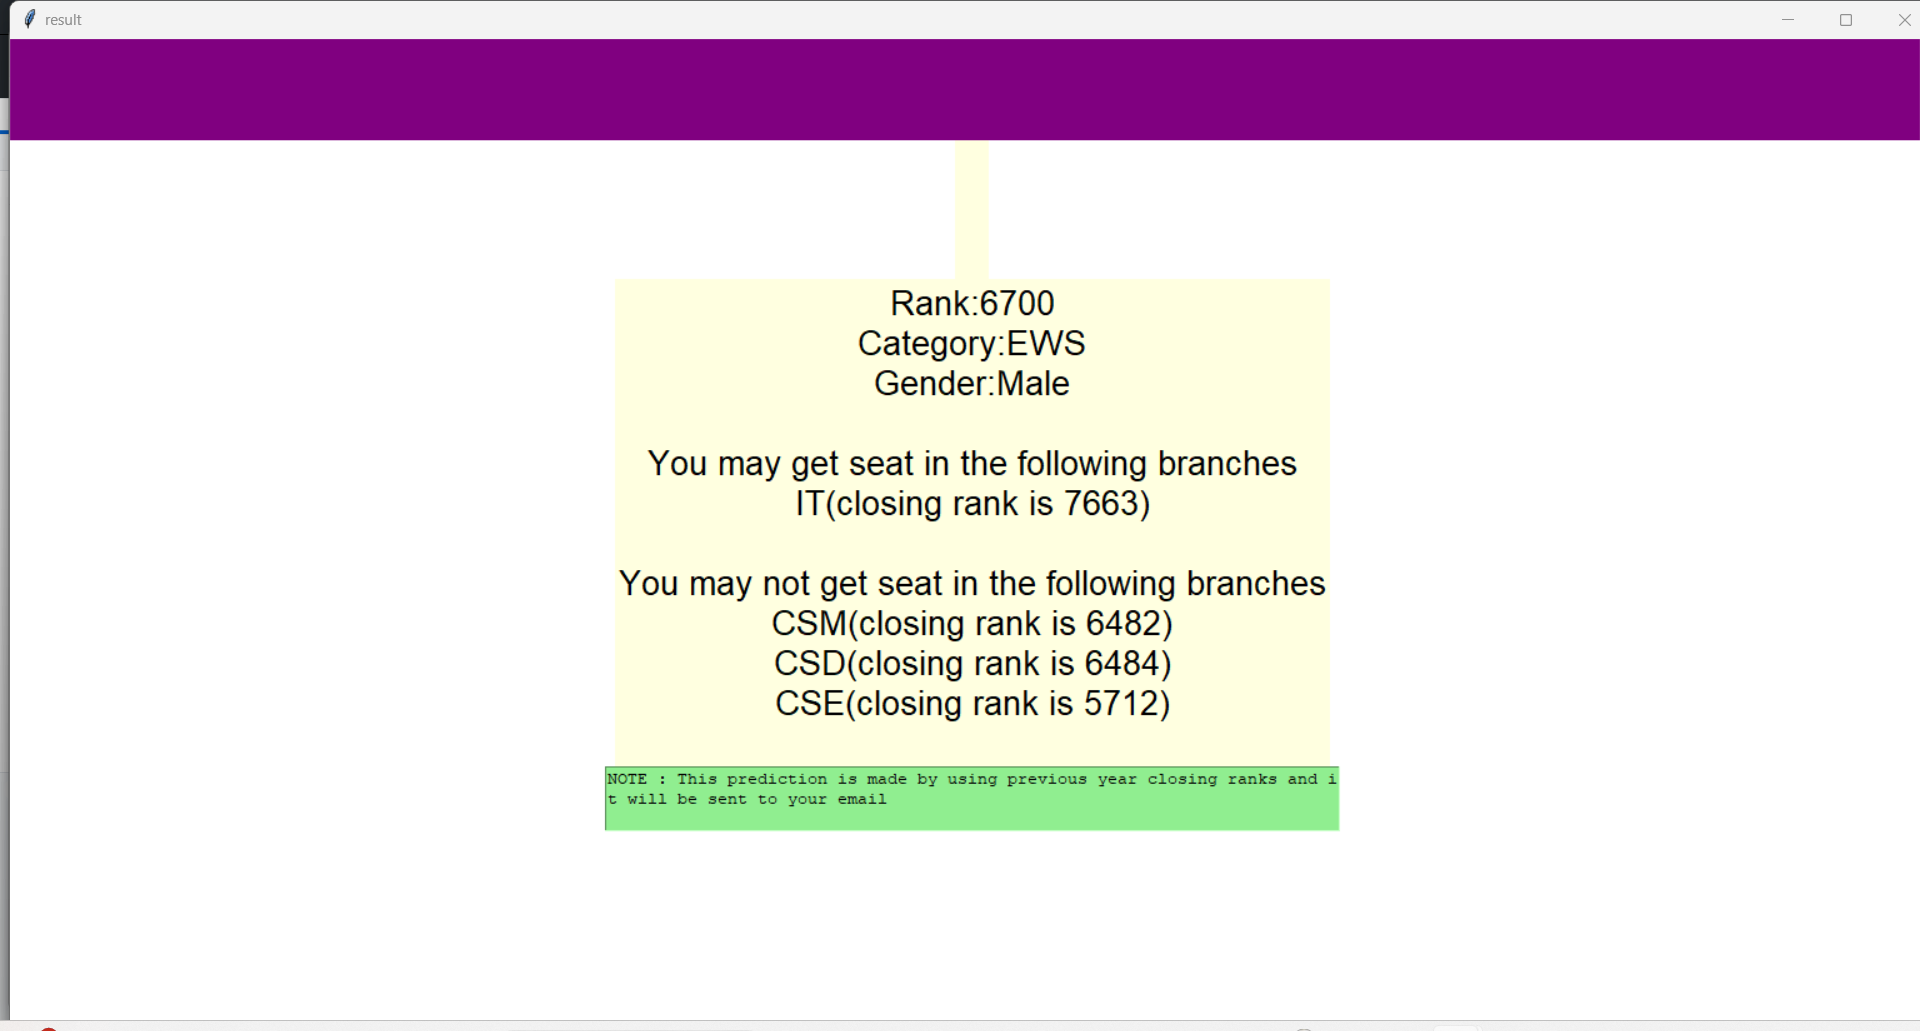 result
Rank:6700
Category:EWS
Gender:Male
You may get seat in the following branches
IT(closing rank is 7663)
You may not get seat in the following branches
CSM(closing rank is 6482)
CSD(closing rank is 6484)
CSE(closing rank is 5712)
NOTE : This prediction is made by using previous year closing ranks and i
t will be sent to your email